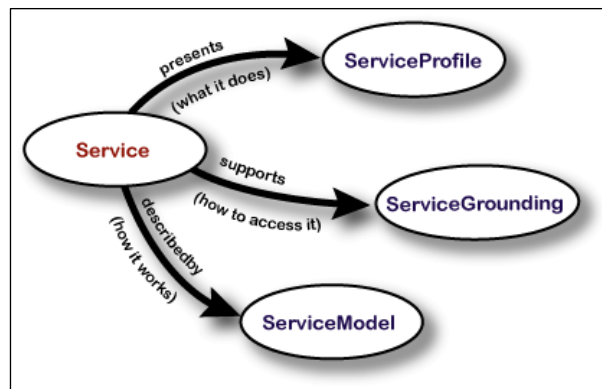 presents
(what it does)
ServiceProfile
Service
supports
(how to access it)
ServiceGrounding
describedby
(how it works)
ServiceModel